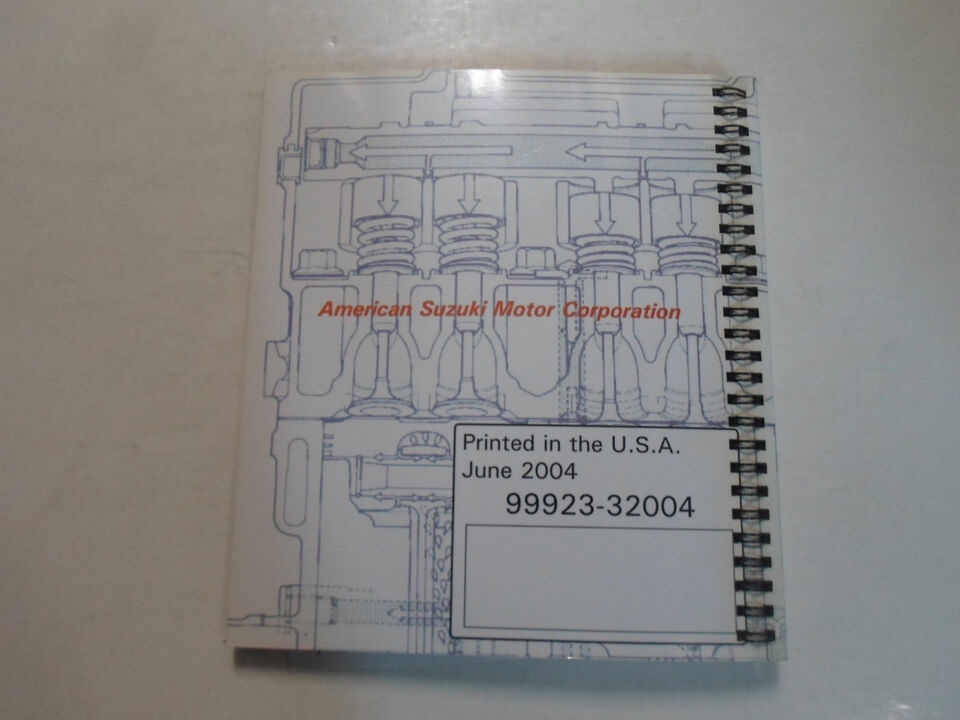 American Suzuki Motor Corporation
Printed in the U.S.A.
June 2004
99923-32004